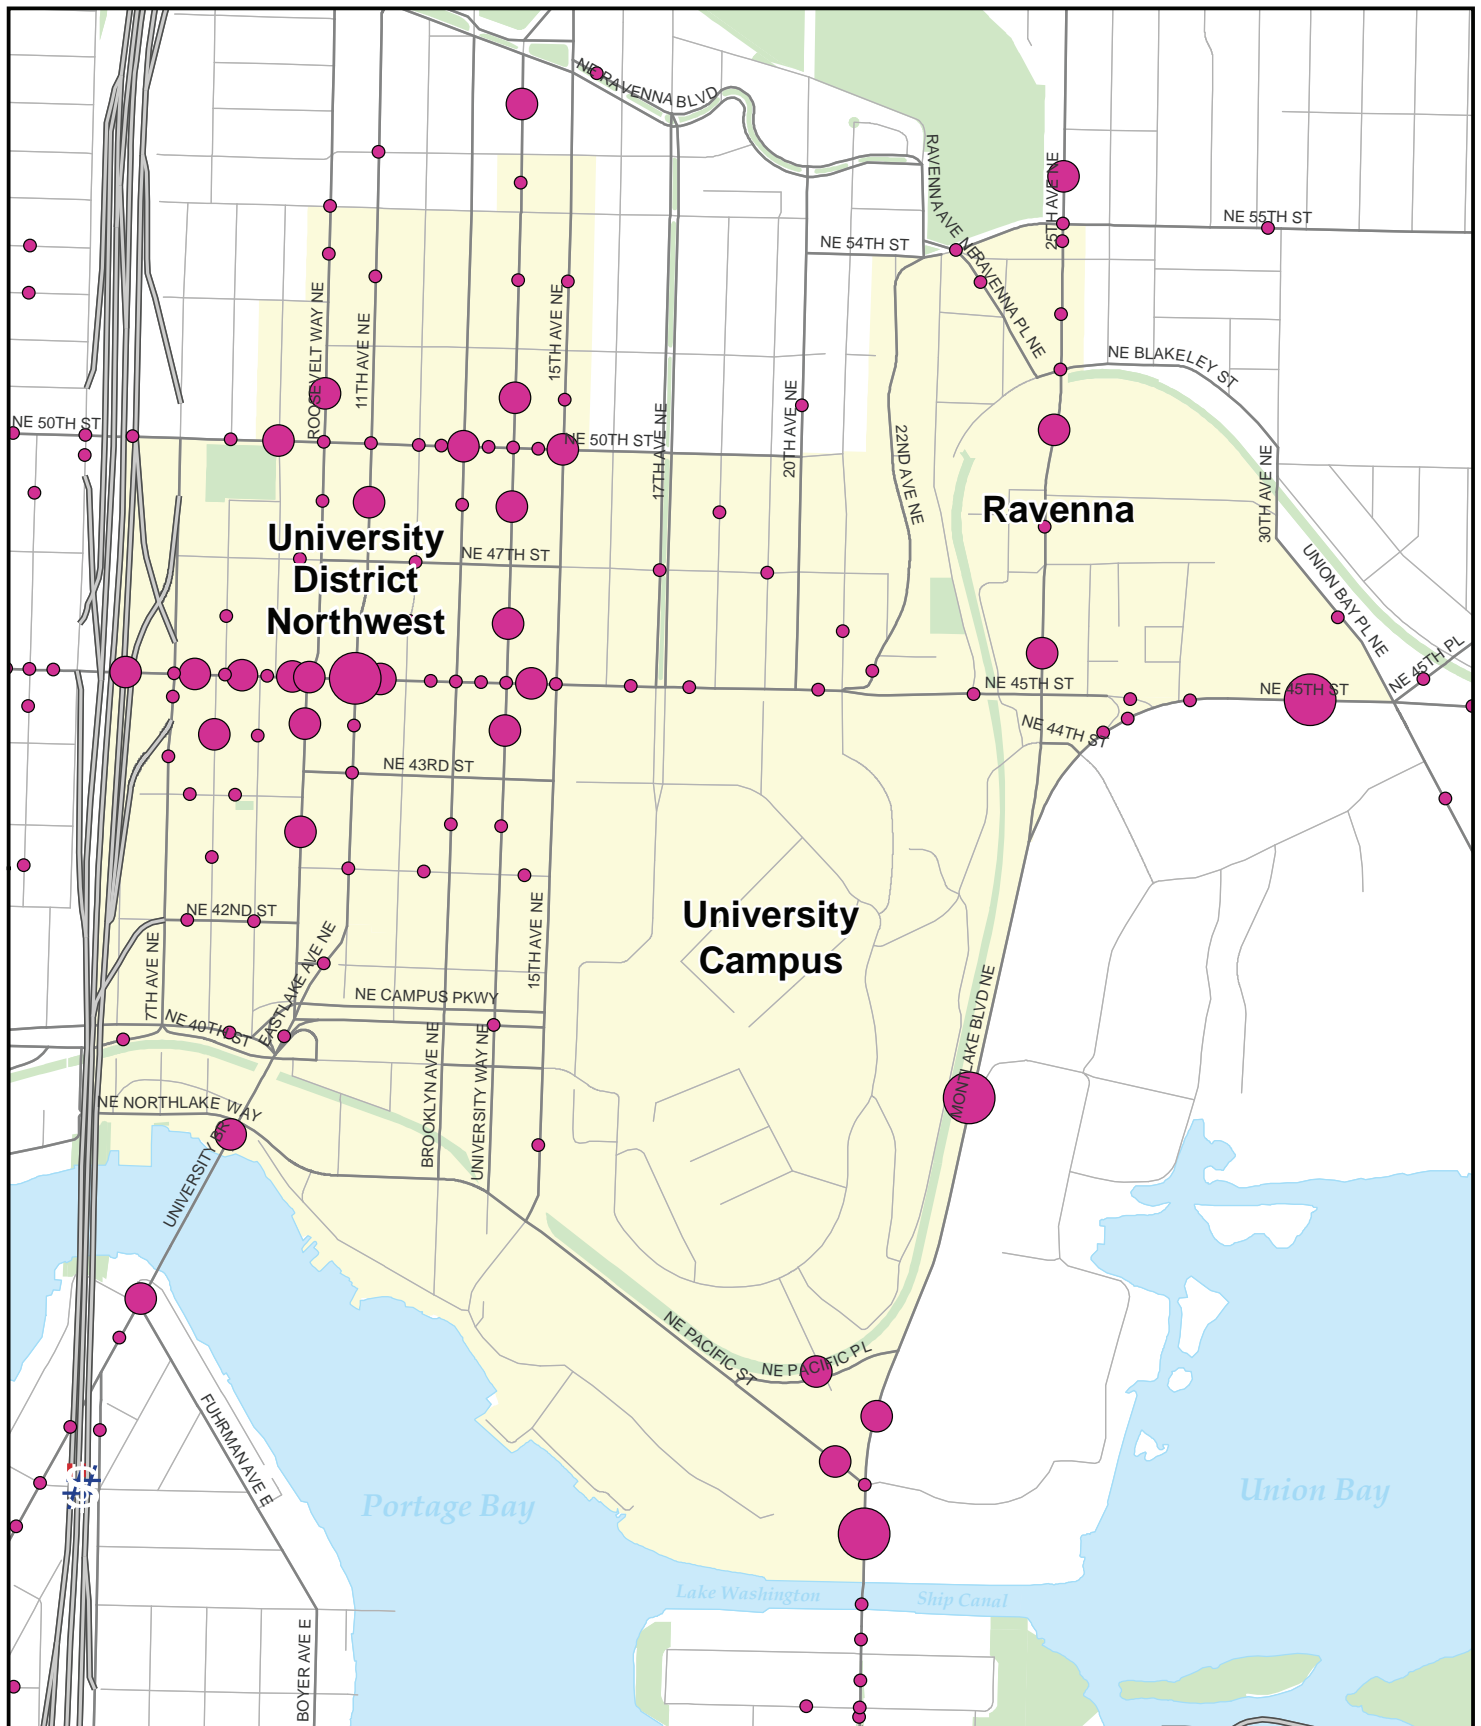 NE RAVENNA BLVD
RAVENNA AVE NE
25TH AVE NE
NE 55TH ST
NE 54TH ST
RAVENNA PL NE
ROOSEVELT WAY NE
11TH AVE NE
15TH AVE NE
NE BLAKELEY ST
NE 50TH ST
NE 50TH ST
17TH AVE NE
20TH AVE NE
22ND AVE NE
30TH AVE NE
Ravenna
University
District
Northwest
NE 47TH ST
UNION BAY PL NE
NE 45TH PL
NE 45TH ST
NE 45TH ST
NE 44TH ST
NE 43RD ST
University
Campus
NE 42ND ST
7TH AVE NE
EASTLAKE AVE NE
15TH AVE NE
NE CAMPUS PKWY
NE 40TH ST
MONTLAKE BLVD NE
BROOKLYN AVE NE
UNIVERSITY WAY NE
NE NORTHLAKE WAY
UNIVERSITY BR
NE PACIFIC ST
NE PACIFIC PL
FUHRMAN AVE E
Portage Bay
Union Bay
Lake Washington
Ship Canal
BOYER AVE E